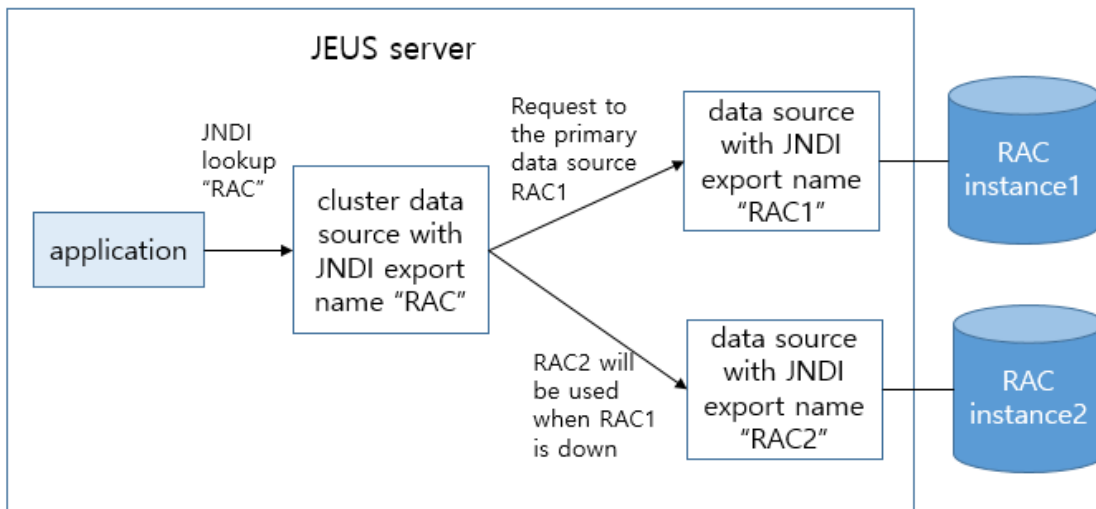 JEUS server
JNDI
lookup
“RAC”
application
cluster data
source with
JNDI export
name “RAC”
Request to
the primary
data source
RAC1
data source
with JNDI
export name
“RAC1”
RAC
instance1
RAC2 will
be used
when RAC1
is down
data source
with JNDI
export name
“RAC2”
RAC
instance2